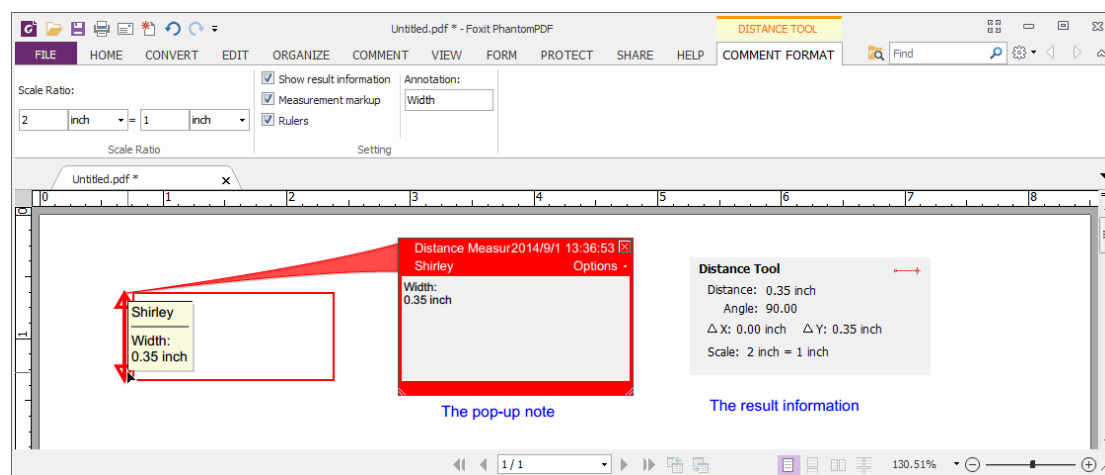 Untitled.pdf * - Foxit PhantomPDF
DISTANCE TOOL
FILE HOME CONVERT EDIT ORGANIZE COMMENT VIEW FORM PROTECT SHARE HELP COMMENT FORMAT Find
Scale Ratio:
2 inch = 1 inch
Scale Ratio
Show result information
Measurement markup
Rulers
Annotation:
Width
Setting
Untitled.pdf * x
0 1 2 3 4 5 6 7 8
0
1
Shirley
Width:
0.35 inch
Distance Measur2014/9/1 13:36:53
Shirley Options
Width:
0.35 inch
The pop-up note
Distance Tool
Distance: 0.35 inch
Angle: 90.00
△ X: 0.00 inch △ Y: 0.35 inch
Scale: 2 inch = 1 inch
The result information
1 / 1
130.51%